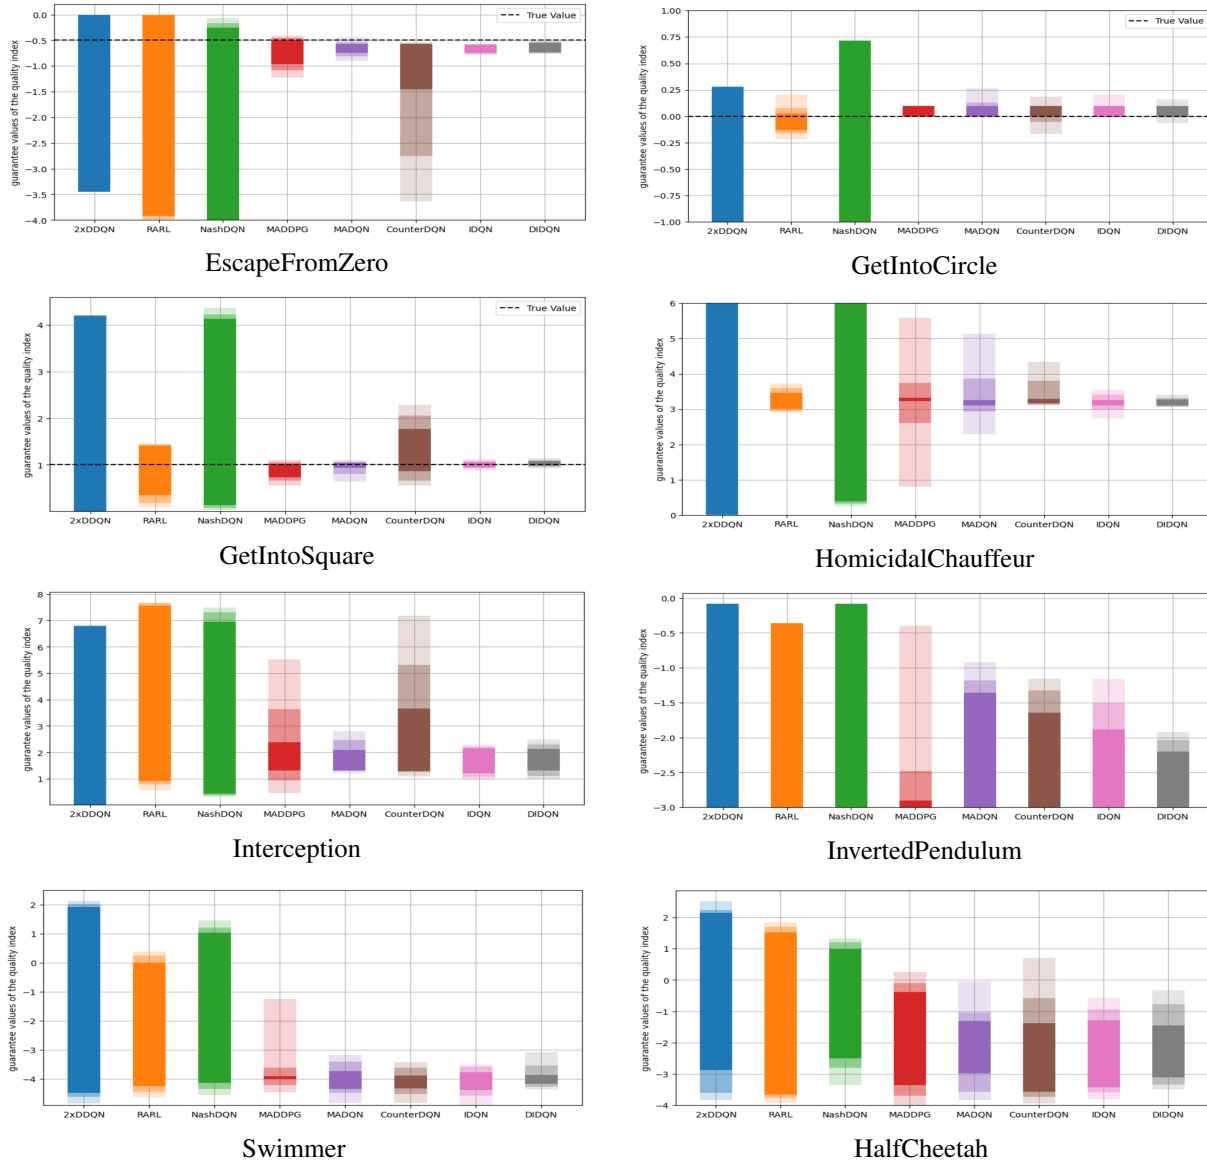 guarantee values of the quality index
0.0
−0.5
−1.0
−1.5
−2.0
−2.5
−3.0
−3.5
−4.0
True Value
2xDDQN RARL NashDQN MADDPG MADQN CounterDQN IDQN DIDQN
EscapeFromZero
guarantee values of the quality index
1.00
0.75
0.50
0.25
0.00
−0.25
−0.50
−0.75
−1.00
True Value
2xDDQN RARL NashDQN MADDPG MADQN CounterDQN IDQN DIDQN
GetIntoCircle
guarantee values of the quality index
4
3
2
1
True Value
2xDDQN RARL NashDQN MADDPG MADQN CounterDQN IDQN DIDQN
GetIntoSquare
guarantee values of the quality index
6
5
4
3
2
1
0
2xDDQN RARL NashDQN MADDPG MADQN CounterDQN IDQN DIDQN
HomicidalChauffeur
guarantee values of the quality index
8
7
6
5
4
3
2
1
2xDDQN RARL NashDQN MADDPG MADQN CounterDQN IDQN DIDQN
Interception
guarantee values of the quality index
0.0
−0.5
−1.0
−1.5
−2.0
−2.5
−3.0
2xDDQN RARL NashDQN MADDPG MADQN CounterDQN IDQN DIDQN
InvertedPendulum
guarantee values of the quality index
2
1
0
−1
−2
−3
−4
2xDDQN RARL NashDQN MADDPG MADQN CounterDQN IDQN DIDQN
Swimmer
guarantee values of the quality index
2
1
0
−1
−2
−3
−4
2xDDQN RARL NashDQN MADDPG MADQN CounterDQN IDQN DIDQN
HalfCheetah